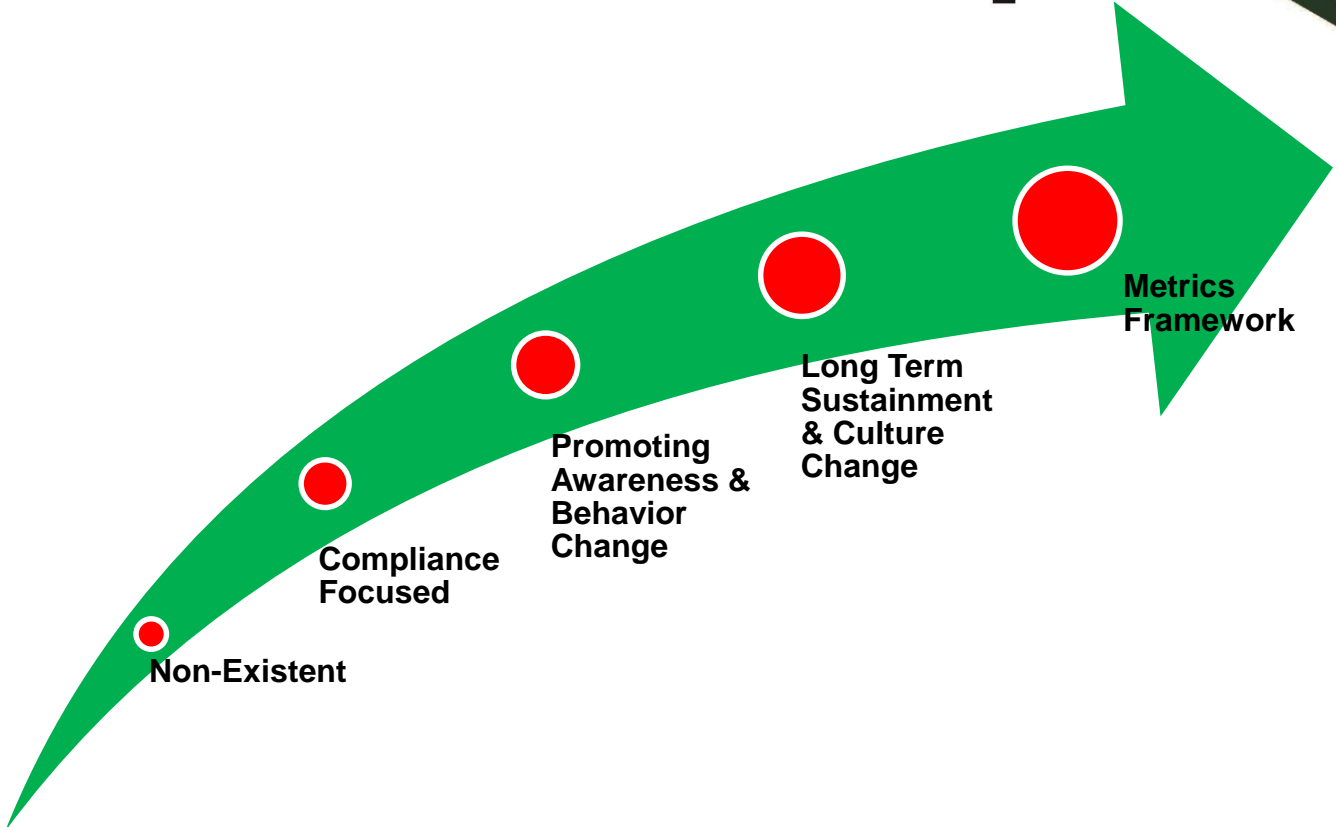 Non-Existent
Compliance
Focused
Promoting
Awareness &
Behavior
Change
Long Term
Sustainment
& Culture
Change
Metrics
Framework